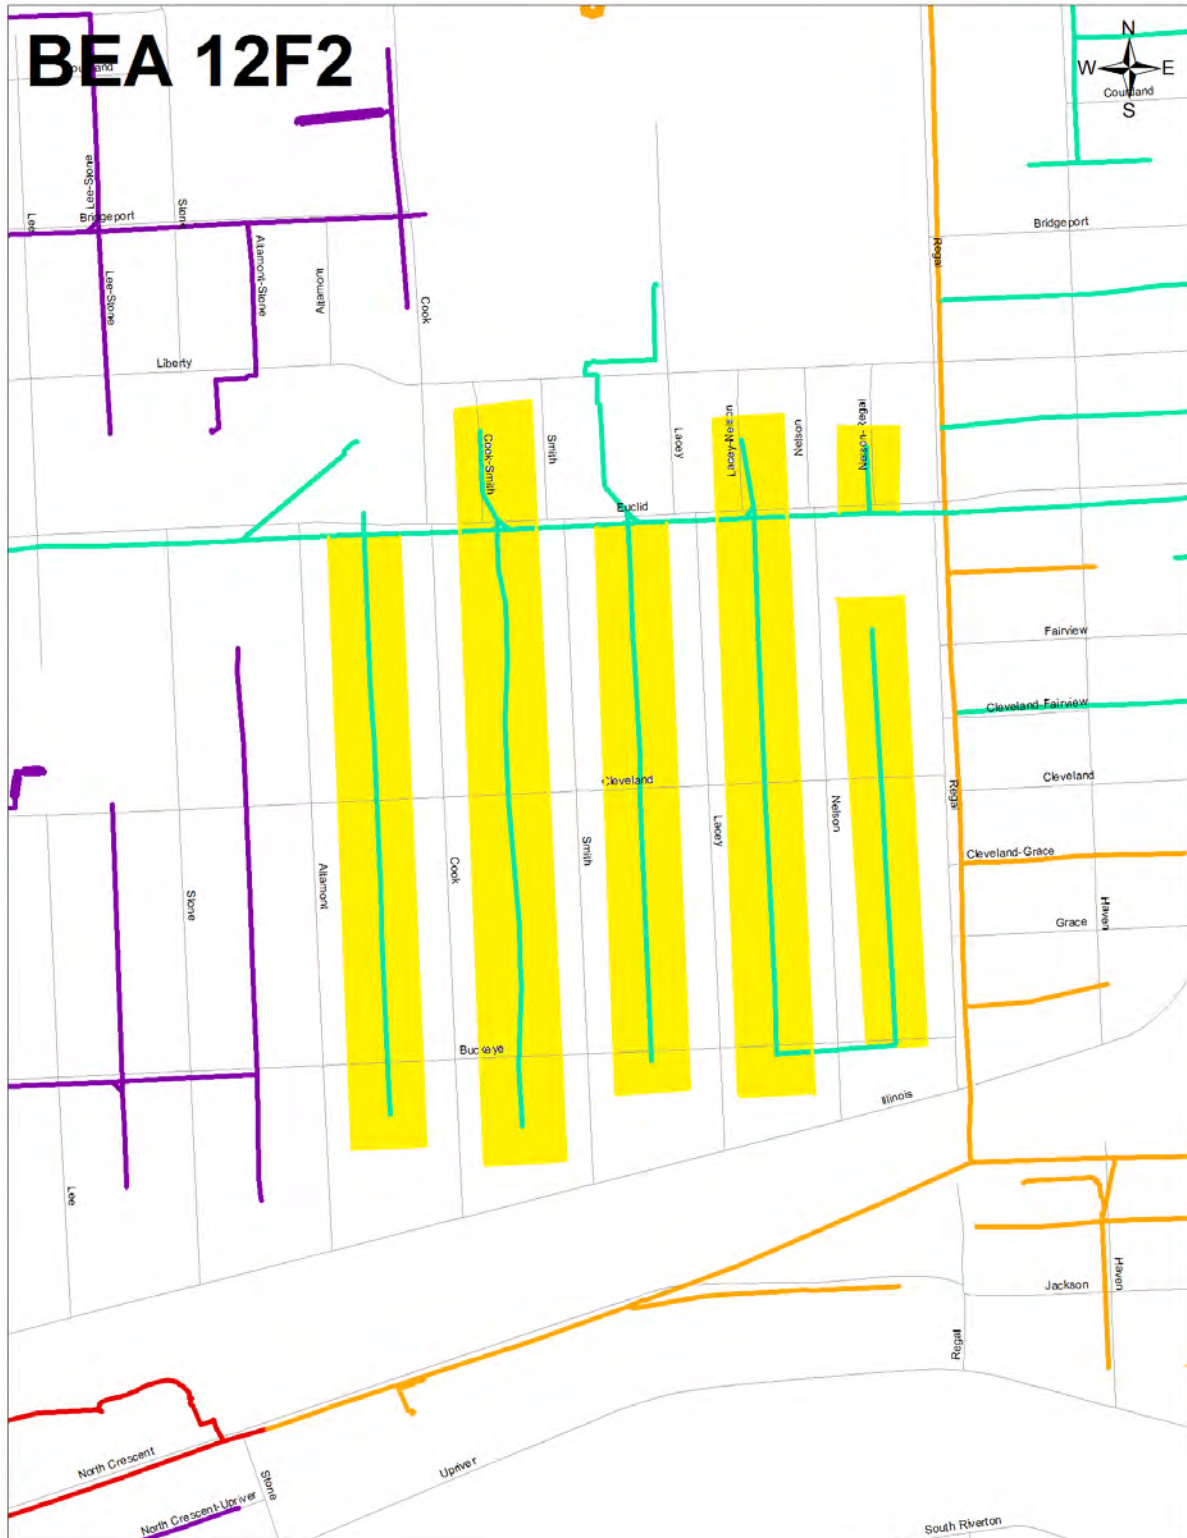 BEA 12F2
N
W
E
S
Courtland
Lee-Stone
Bridgeport
Stone
Lee
Bridgeport
Regal
Altamont-Stone
Altamont
Lee-Stone
Cook
Liberty
Lacey-Nelson
Nelson
Nelson-Regal
Lacey
Smith
Cook-Smith
Euclid
Fairview
Cleveland-Fairview
Cleveland
Cleveland
Regal
Nelson
Lacey
Smith
Cook
Altamont
Stone
Cleveland-Grace
Haven
Grace
Buckeye
Illinois
Lee
Haven
Jackson
Regal
North Crescent
Upriver
Stone
North Crescent-Upriver
South Riverton